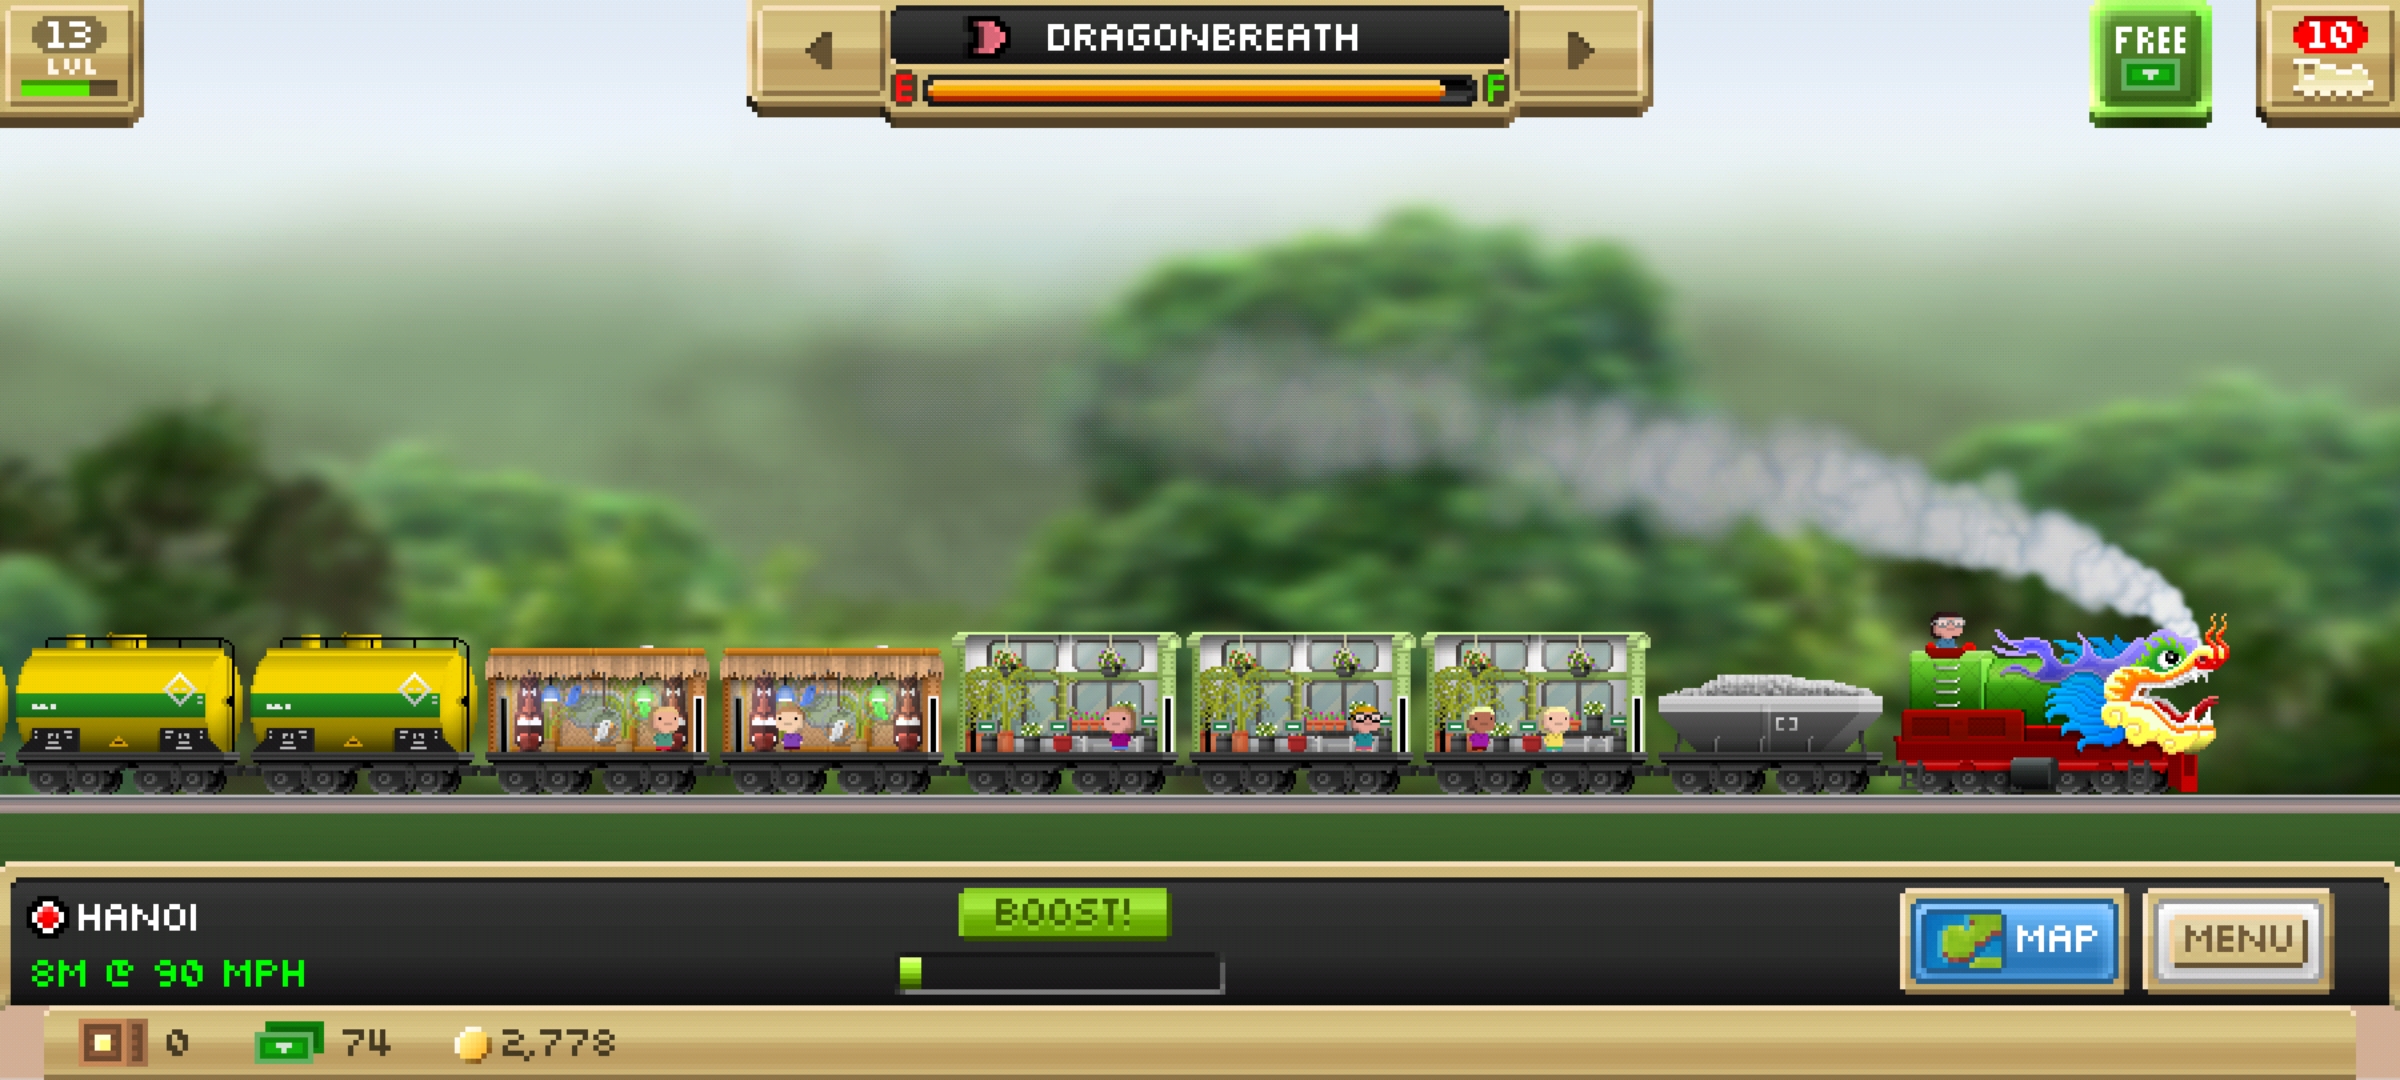 13
LVL
DRAGONBREATH
E F
FREE
10
HANOI
8M @ 90 MPH
BOOST!
MAP
MENU
0 74 2,778